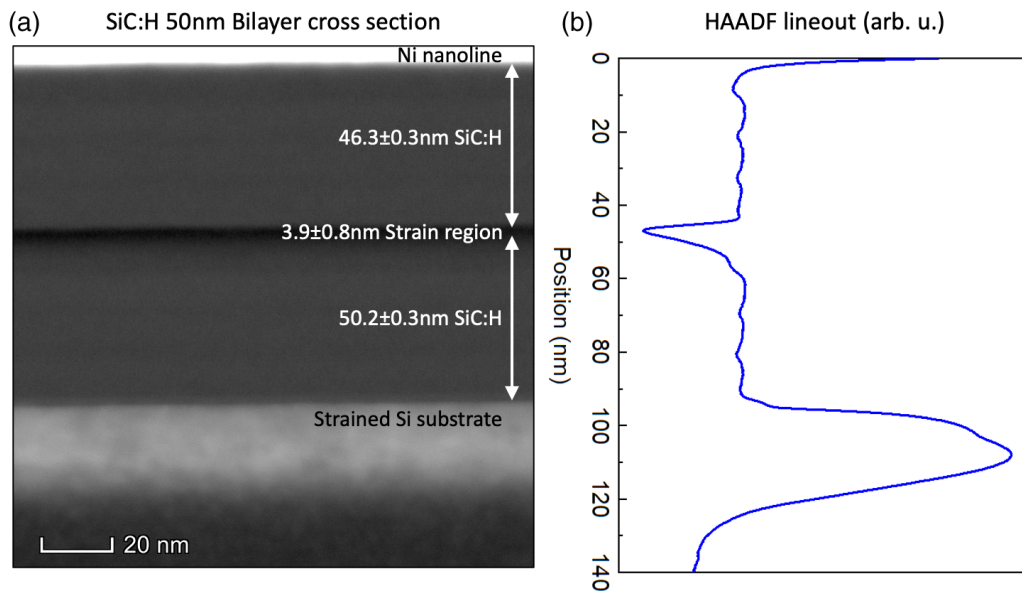 (a)
SiC:H 50nm Bilayer cross section
Ni nanoline
46.3±0.3nm SiC:H
3.9±0.8nm Strain region
50.2±0.3nm SiC:H
Strained Si substrate
20 nm
(b)
HAADF lineout (arb. u.)
0
20
40
60
80
100
120
140
Position (nm)